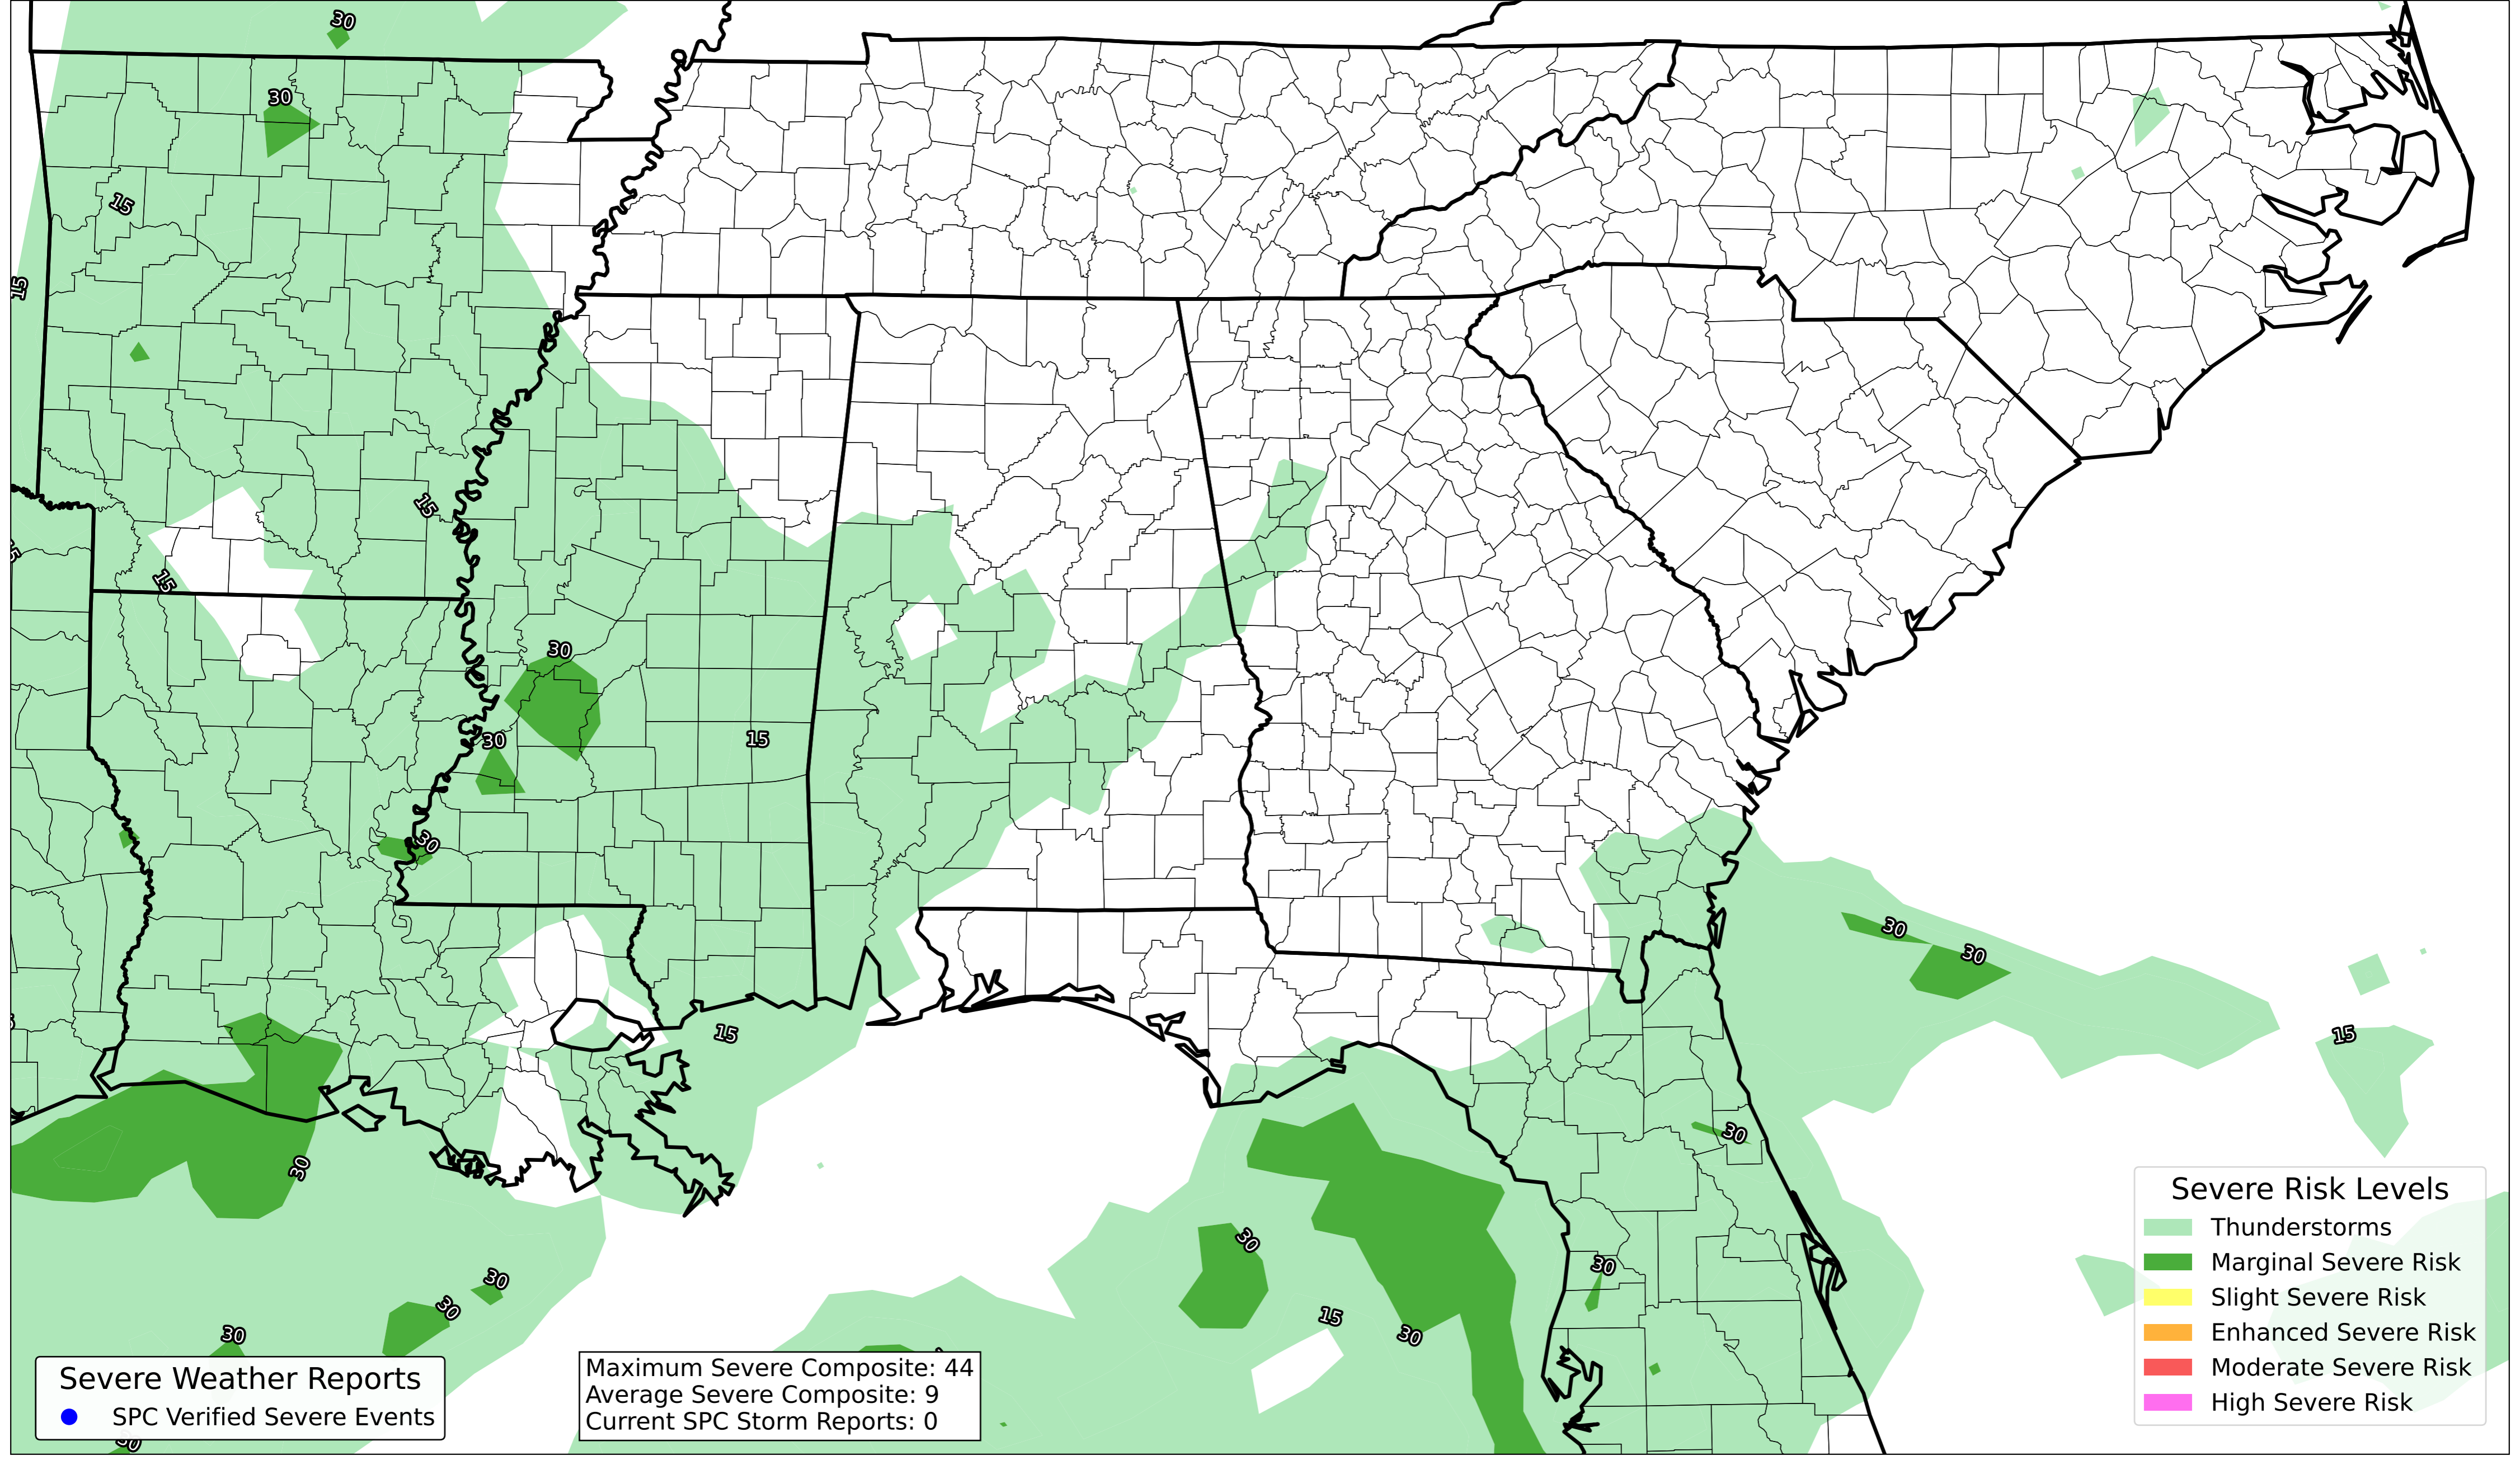 30
30
15
15
15
15
15
30
15
30
30
30
30
15
15
30
30
30
30
30
30
15
30
30
Severe Risk Levels
Thunderstorms
Marginal Severe Risk
Slight Severe Risk
Enhanced Severe Risk
Moderate Severe Risk
High Severe Risk
Severe Weather Reports
SPC Verified Severe Events
Maximum Severe Composite: 44
Average Severe Composite: 9
Current SPC Storm Reports: 0